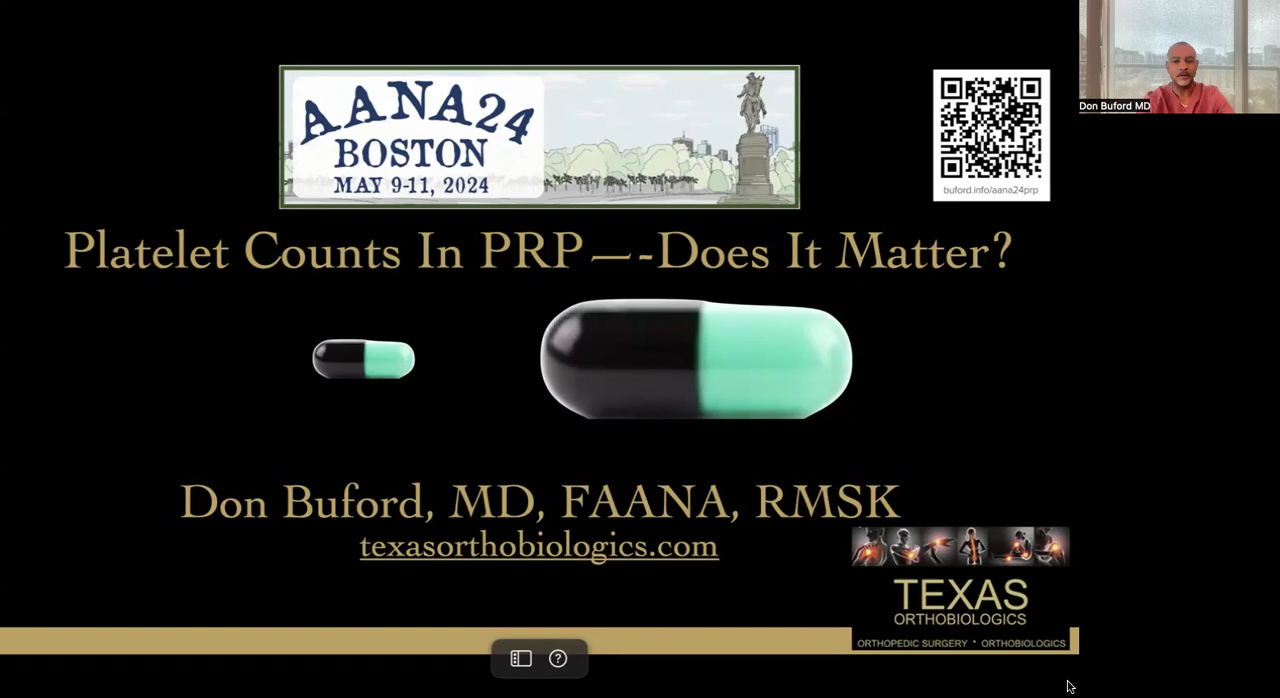 AANA24
BOSTON
MAY 9-11, 2024
buford.info/aana24prp
Don Buford MD
Platelet Counts In PRP—-Does It Matter?
Don Buford, MD, FAANA, RMSK
texasorthobiologics.com
TEXAS
ORTHOBIOLOGICS
ORTHOPEDIC SURGERY * ORTHOBIOLOGICS
?